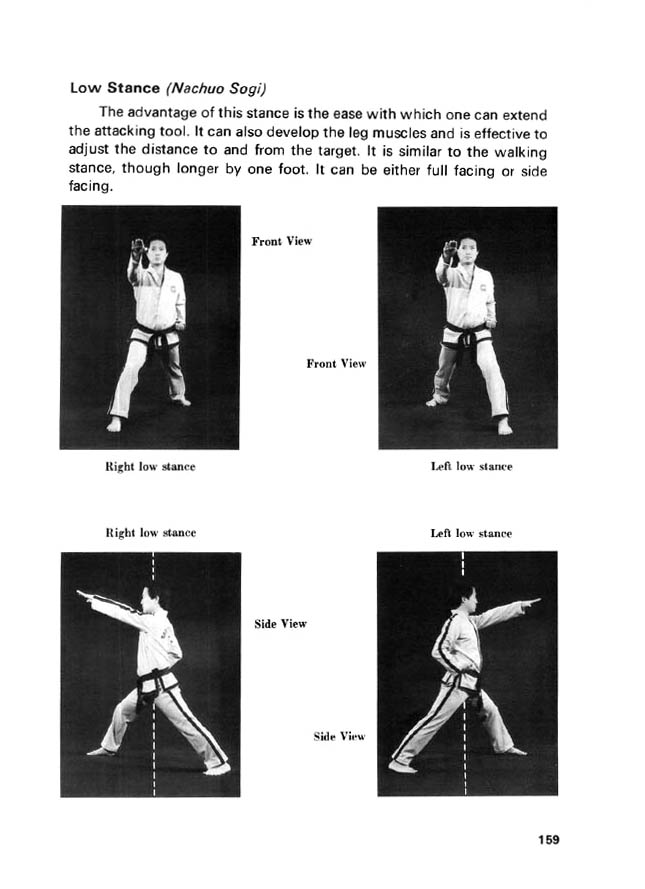 Low Stance (Nachuo Sogi)
The advantage of this stance is the ease with which one can extend
the attacking tool. It can also develop the leg muscles and is effective to
adjust the distance to and from the target. It is similar to the walking
stance, though longer by one foot. It can be either full facing or side
facing.
Front View
Front View
Right low stance
Left low stance
Right low stance
Left low stance
Side View
Side View
159